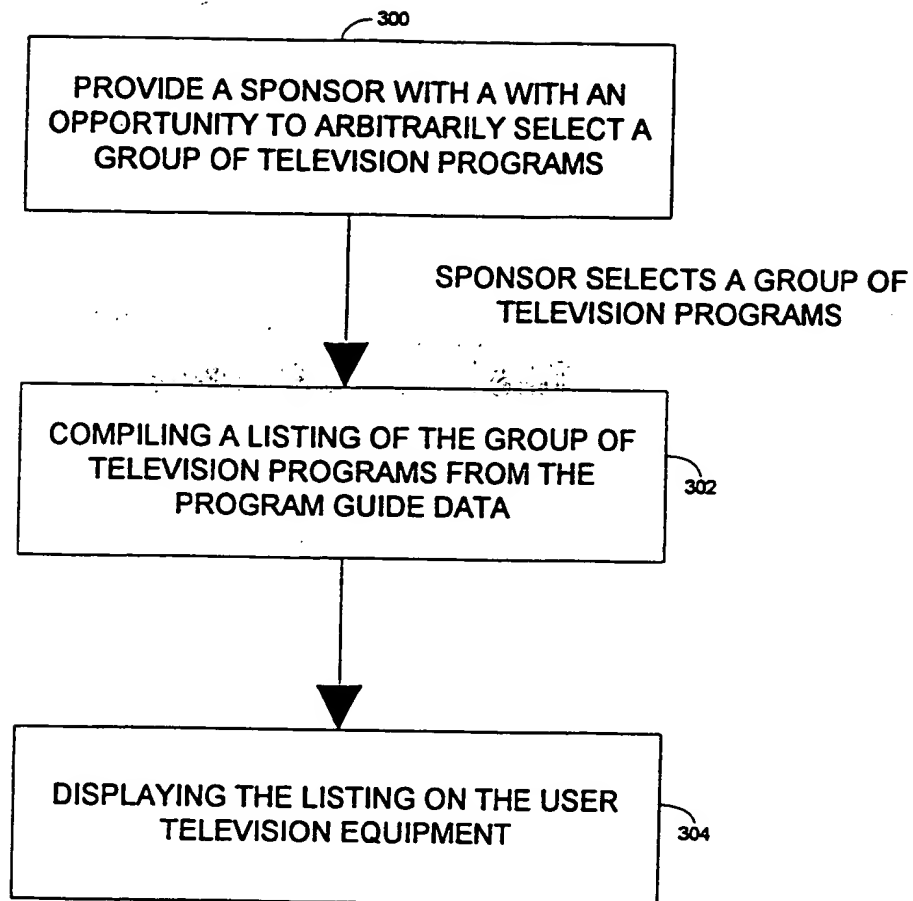 300
PROVIDE A SPONSOR WITH A WITH AN
OPPORTUNITY TO ARBITRARILY SELECT A
GROUP OF TELEVISION PROGRAMS
SPONSOR SELECTS A GROUP OF
TELEVISION PROGRAMS
COMPILING A LISTING OF THE GROUP OF
TELEVISION PROGRAMS FROM THE
PROGRAM GUIDE DATA
302
DISPLAYING THE LISTING ON THE USER
TELEVISION EQUIPMENT
304